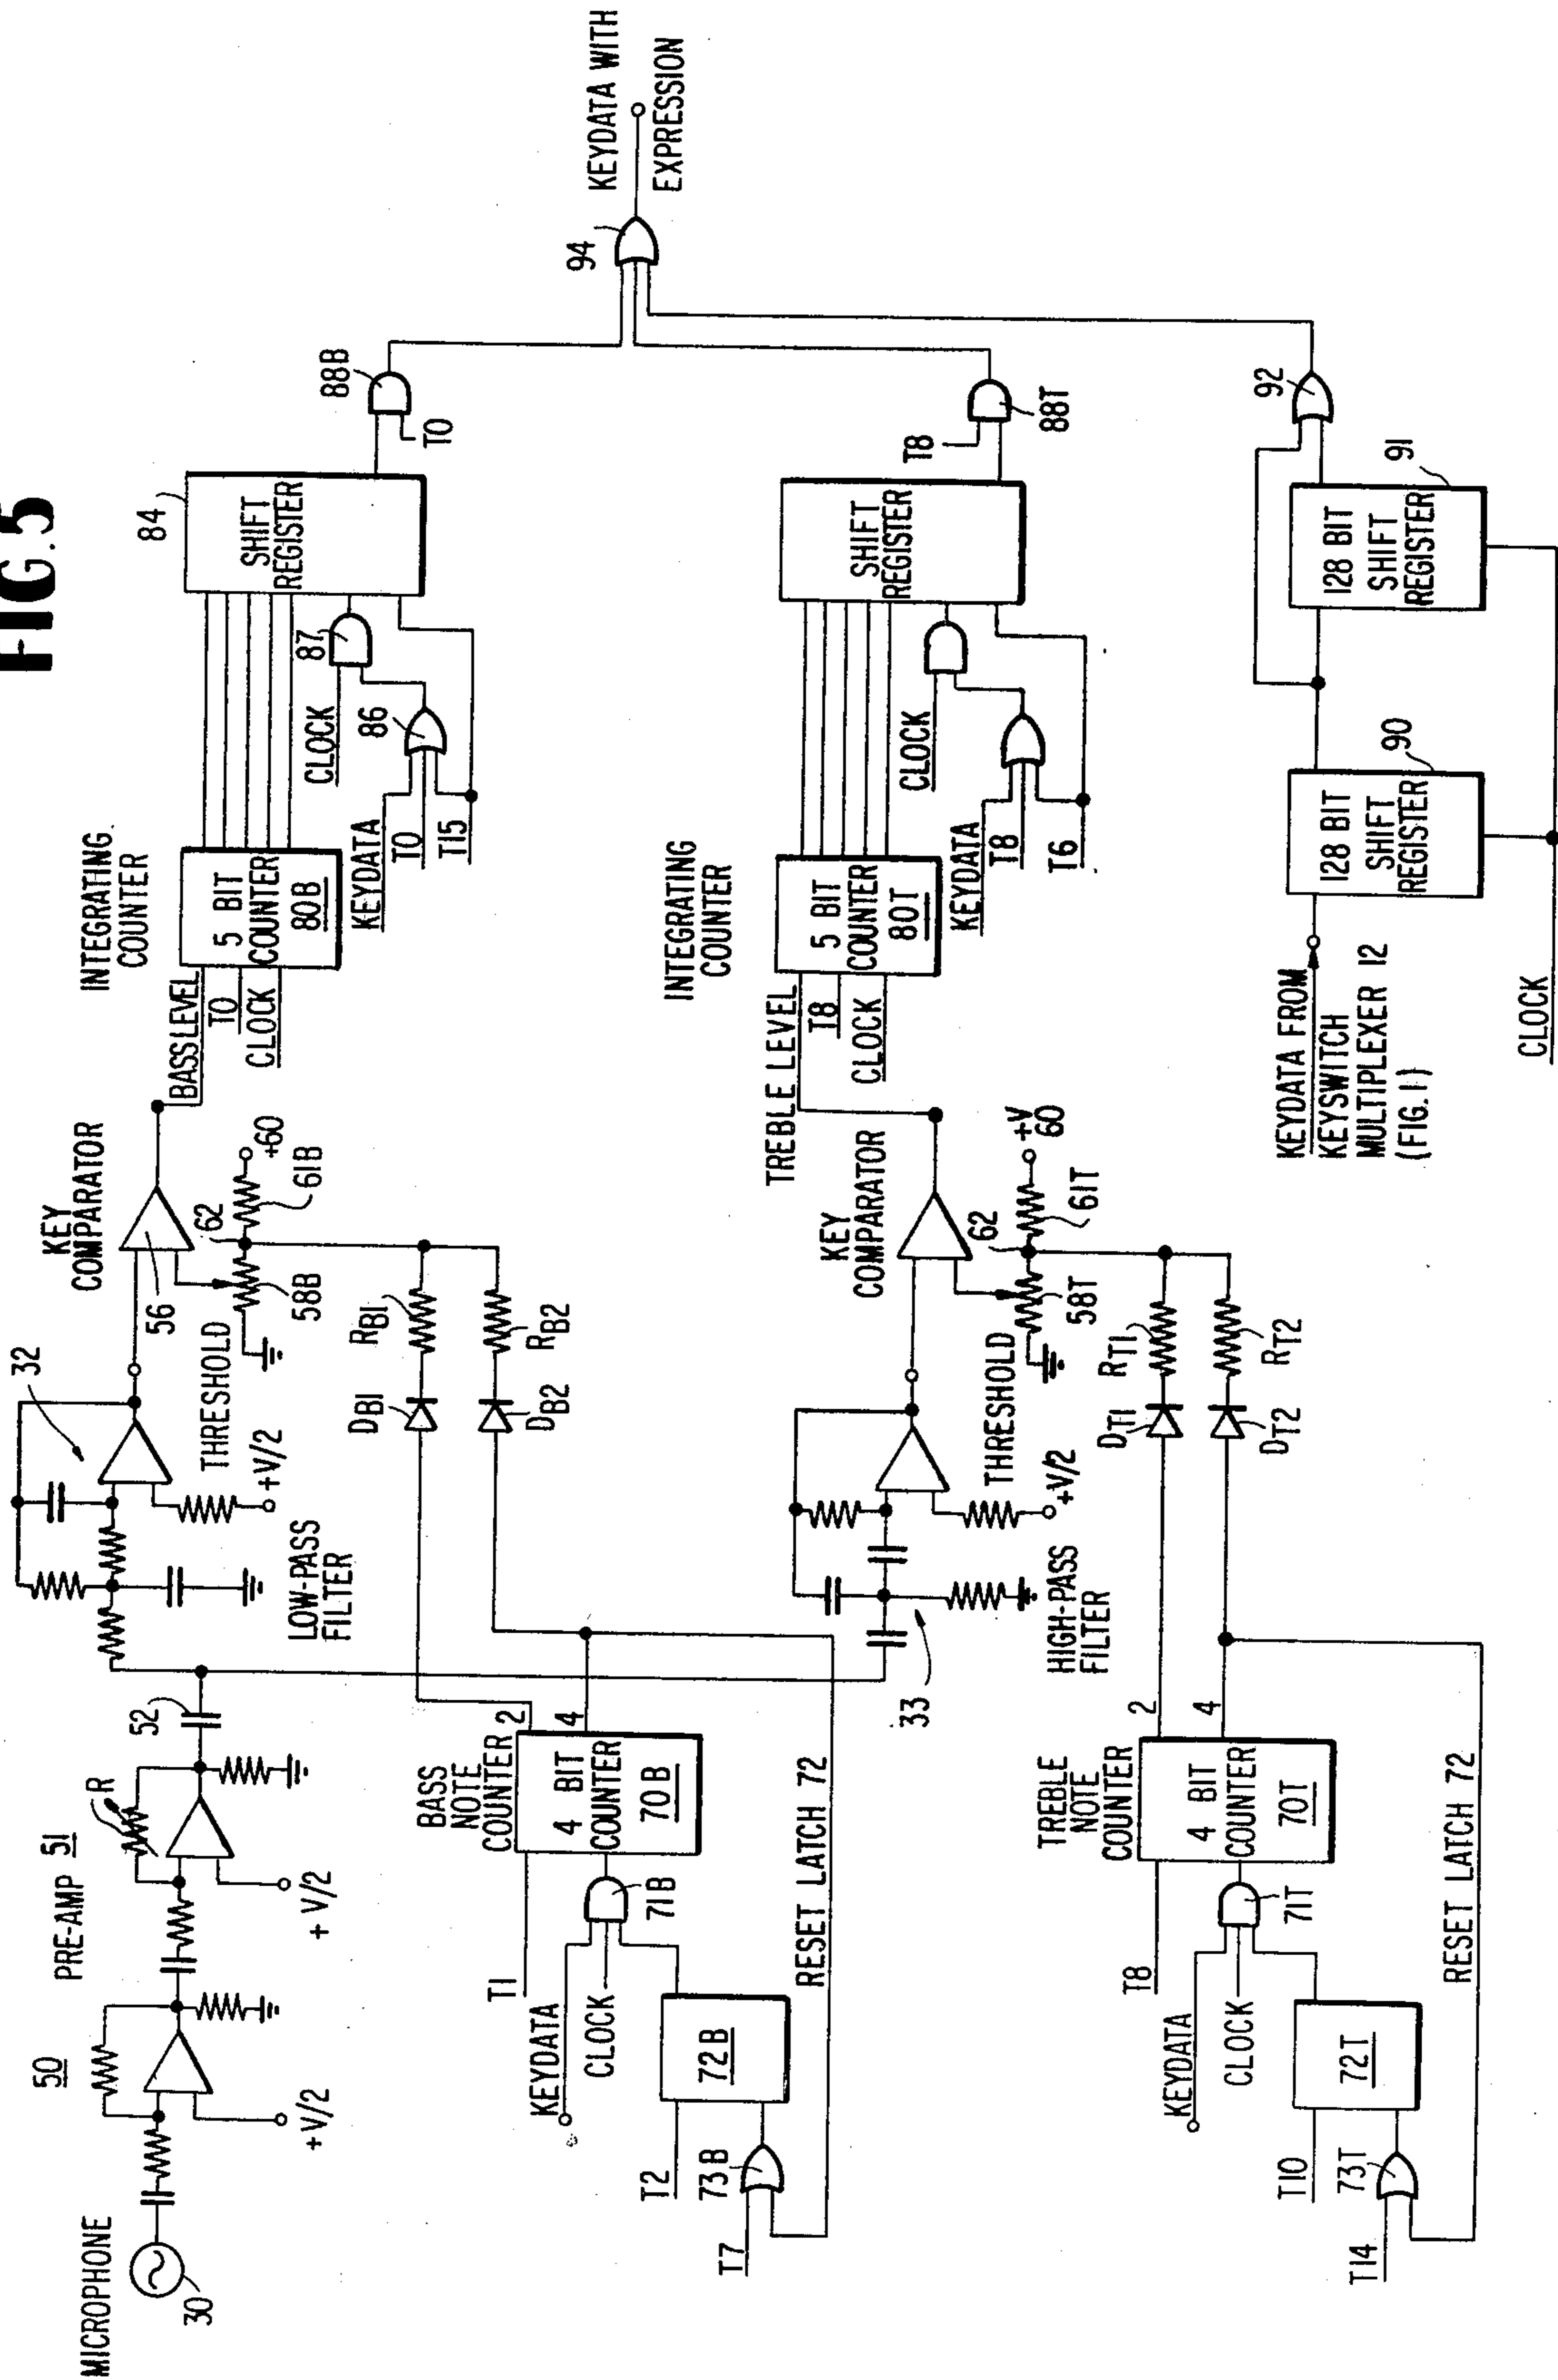 FIG.5
MICROPHONE
30
50
+V/2
PRE-AMP 51
R
+V/2
52
32
LOW-PASS
FILTER
+V/2
THRESHOLD
KEY
COMPARATOR
56
58B
62
61B
+60
BASS LEVEL
T0
CLOCK
INTEGRATING
COUNTER
5 BIT
COUNTER
80B
KEYDATA
T0
T15
CLOCK
86
87
84
SHIFT
REGISTER
88B
T0
94
KEYDATA WITH
EXPRESSION
BASS
NOTE
COUNTER
4 BIT
COUNTER
70B
2
4
T1
KEYDATA
CLOCK
71B
T2
72B
T7
73B
RESET LATCH 72
DB1
RB1
DB2
RB2
33
HIGH-PASS
FILTER
+V/2
THRESHOLD
KEY
COMPARATOR
58T
62
61T
+V
60
TREBLE LEVEL
T8
CLOCK
INTEGRATING
COUNTER
5 BIT
COUNTER
80T
KEYDATA
T8
T6
CLOCK
SHIFT
REGISTER
T8
88T
TREBLE
NOTE
COUNTER
4 BIT
COUNTER
70T
2
4
T8
KEYDATA
CLOCK
71T
T10
72T
T14
73T
RESET LATCH 72
DT1
RT1
DT2
RT2
KEYDATA FROM
KEYSWITCH
MULTIPLEXER 12
(FIG. 1)
CLOCK
128 BIT
SHIFT
REGISTER
90
128 BIT
SHIFT
REGISTER
91
92